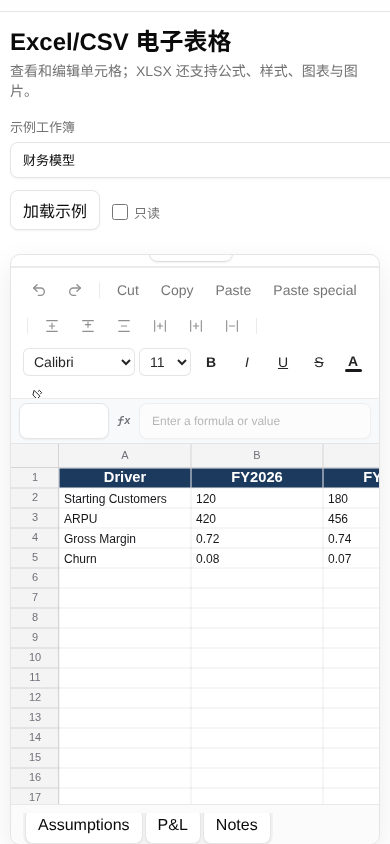 Excel/CSV 电子表格
查看和编辑单元格；XLSX 还支持公式、样式、图表与图
片。
示例工作簿
财务模型
加载示例 只读
Cut Copy Paste Paste special
Calibri 11 B I U S A
fx Enter a formula or value
A B
1 Driver FY2026 FY
2 Starting Customers 120 180
3 ARPU 420 456
4 Gross Margin 0.72 0.74
5 Churn 0.08 0.07
6
7
8
9
10
11
12
13
14
15
16
17
Assumptions P&L Notes